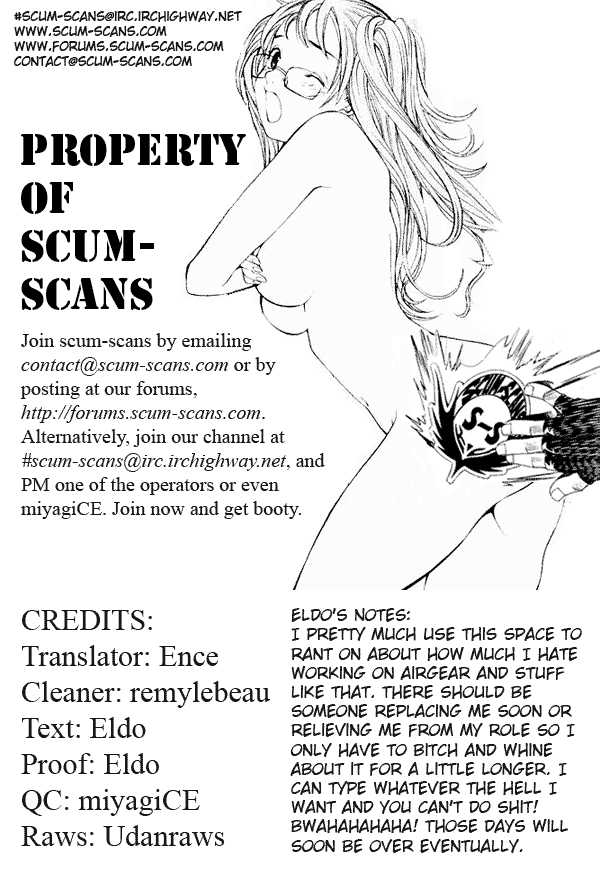 #SCUM-SCANS@IRC.IRCHIGHWAY.NET
WWW.SCUM-SCANS.COM
WWW.FORUMS.SCUM-SCANS.COM
CONTACT@SCUM-SCANS.COM
PROPERTY
OF
SCUM-
SCANS
Join scum-scans by emailing
contact@scum-scans.com or by
posting at our forums,
http://forums.scum-scans.com.
Alternatively, join our channel at
#scum-scans@irc.irchighway.net, and
PM one of the operators or even
miyagiCE. Join now and get booty.
SCUM-SCANS
S-S
CREDITS:
Translator: Ence
Cleaner: remylebeau
Text: Eldo
Proof: Eldo
QC: miyagiCE
Raws: Udanraws
ELDO'S NOTES:
I PRETTY MUCH USE THIS SPACE TO
RANT ON ABOUT HOW MUCH I HATE
WORKING ON AIRGEAR AND STUFF
LIKE THAT. THERE SHOULD BE
SOMEONE REPLACING ME SOON OR
RELIEVING ME FROM MY ROLE SO I
ONLY HAVE TO BITCH AND WHINE
ABOUT IT FOR A LITTLE LONGER. I
CAN TYPE WHATEVER THE HELL I
WANT AND YOU CAN'T DO SHIT!
BWAHAHAHAHA! THOSE DAYS WILL
SOON BE OVER EVENTUALLY.